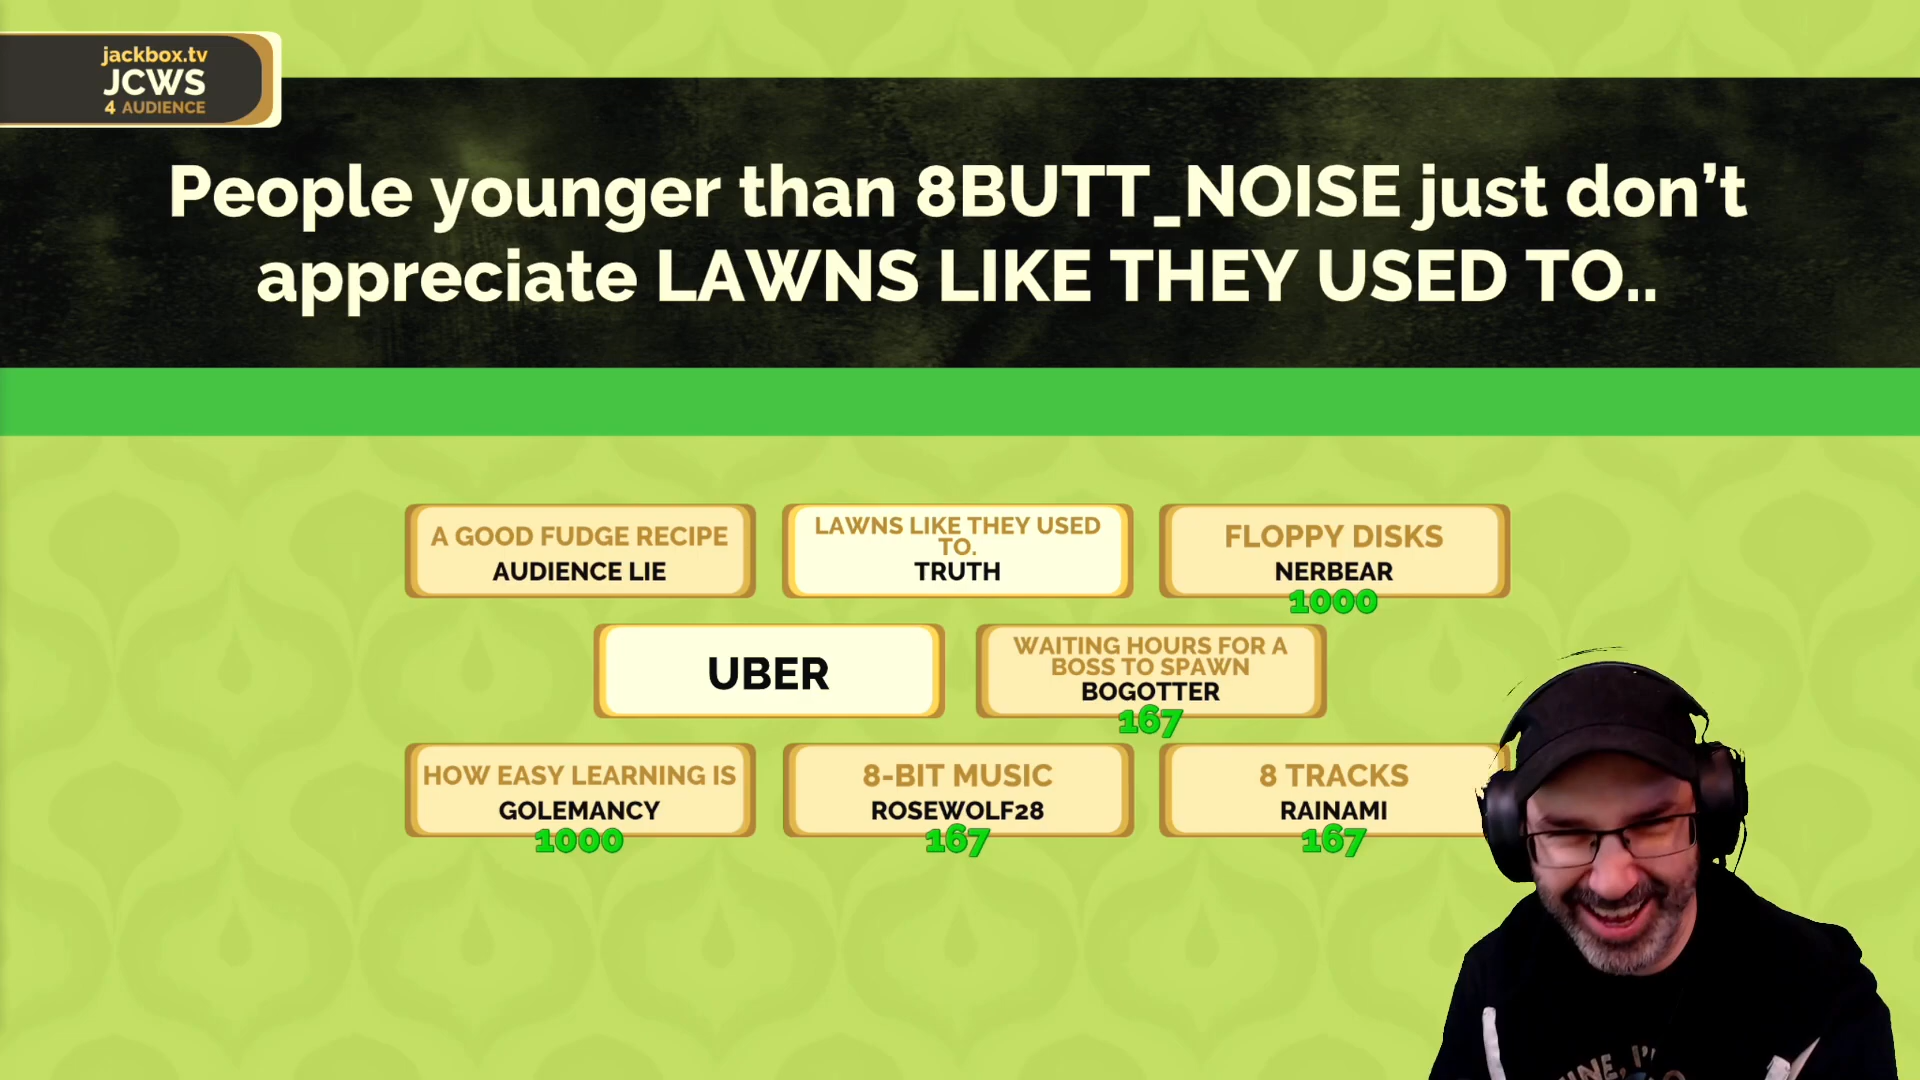 jackbox.tv
JCWS
4 AUDIENCE
People younger than 8BUTT_NOISE just don't
appreciate LAWNS LIKE THEY USED TO..
A GOOD FUDGE RECIPE
AUDIENCE LIE
LAWNS LIKE THEY USED
TO.
TRUTH
FLOPPY DISKS
NERBEAR
1000
UBER
WAITING HOURS FOR A
BOSS TO SPAWN
BOGOTTER
167
HOW EASY LEARNING IS
GOLEMANCY
1000
8-BIT MUSIC
ROSEWOLF28
167
8 TRACKS
RAINAMI
167